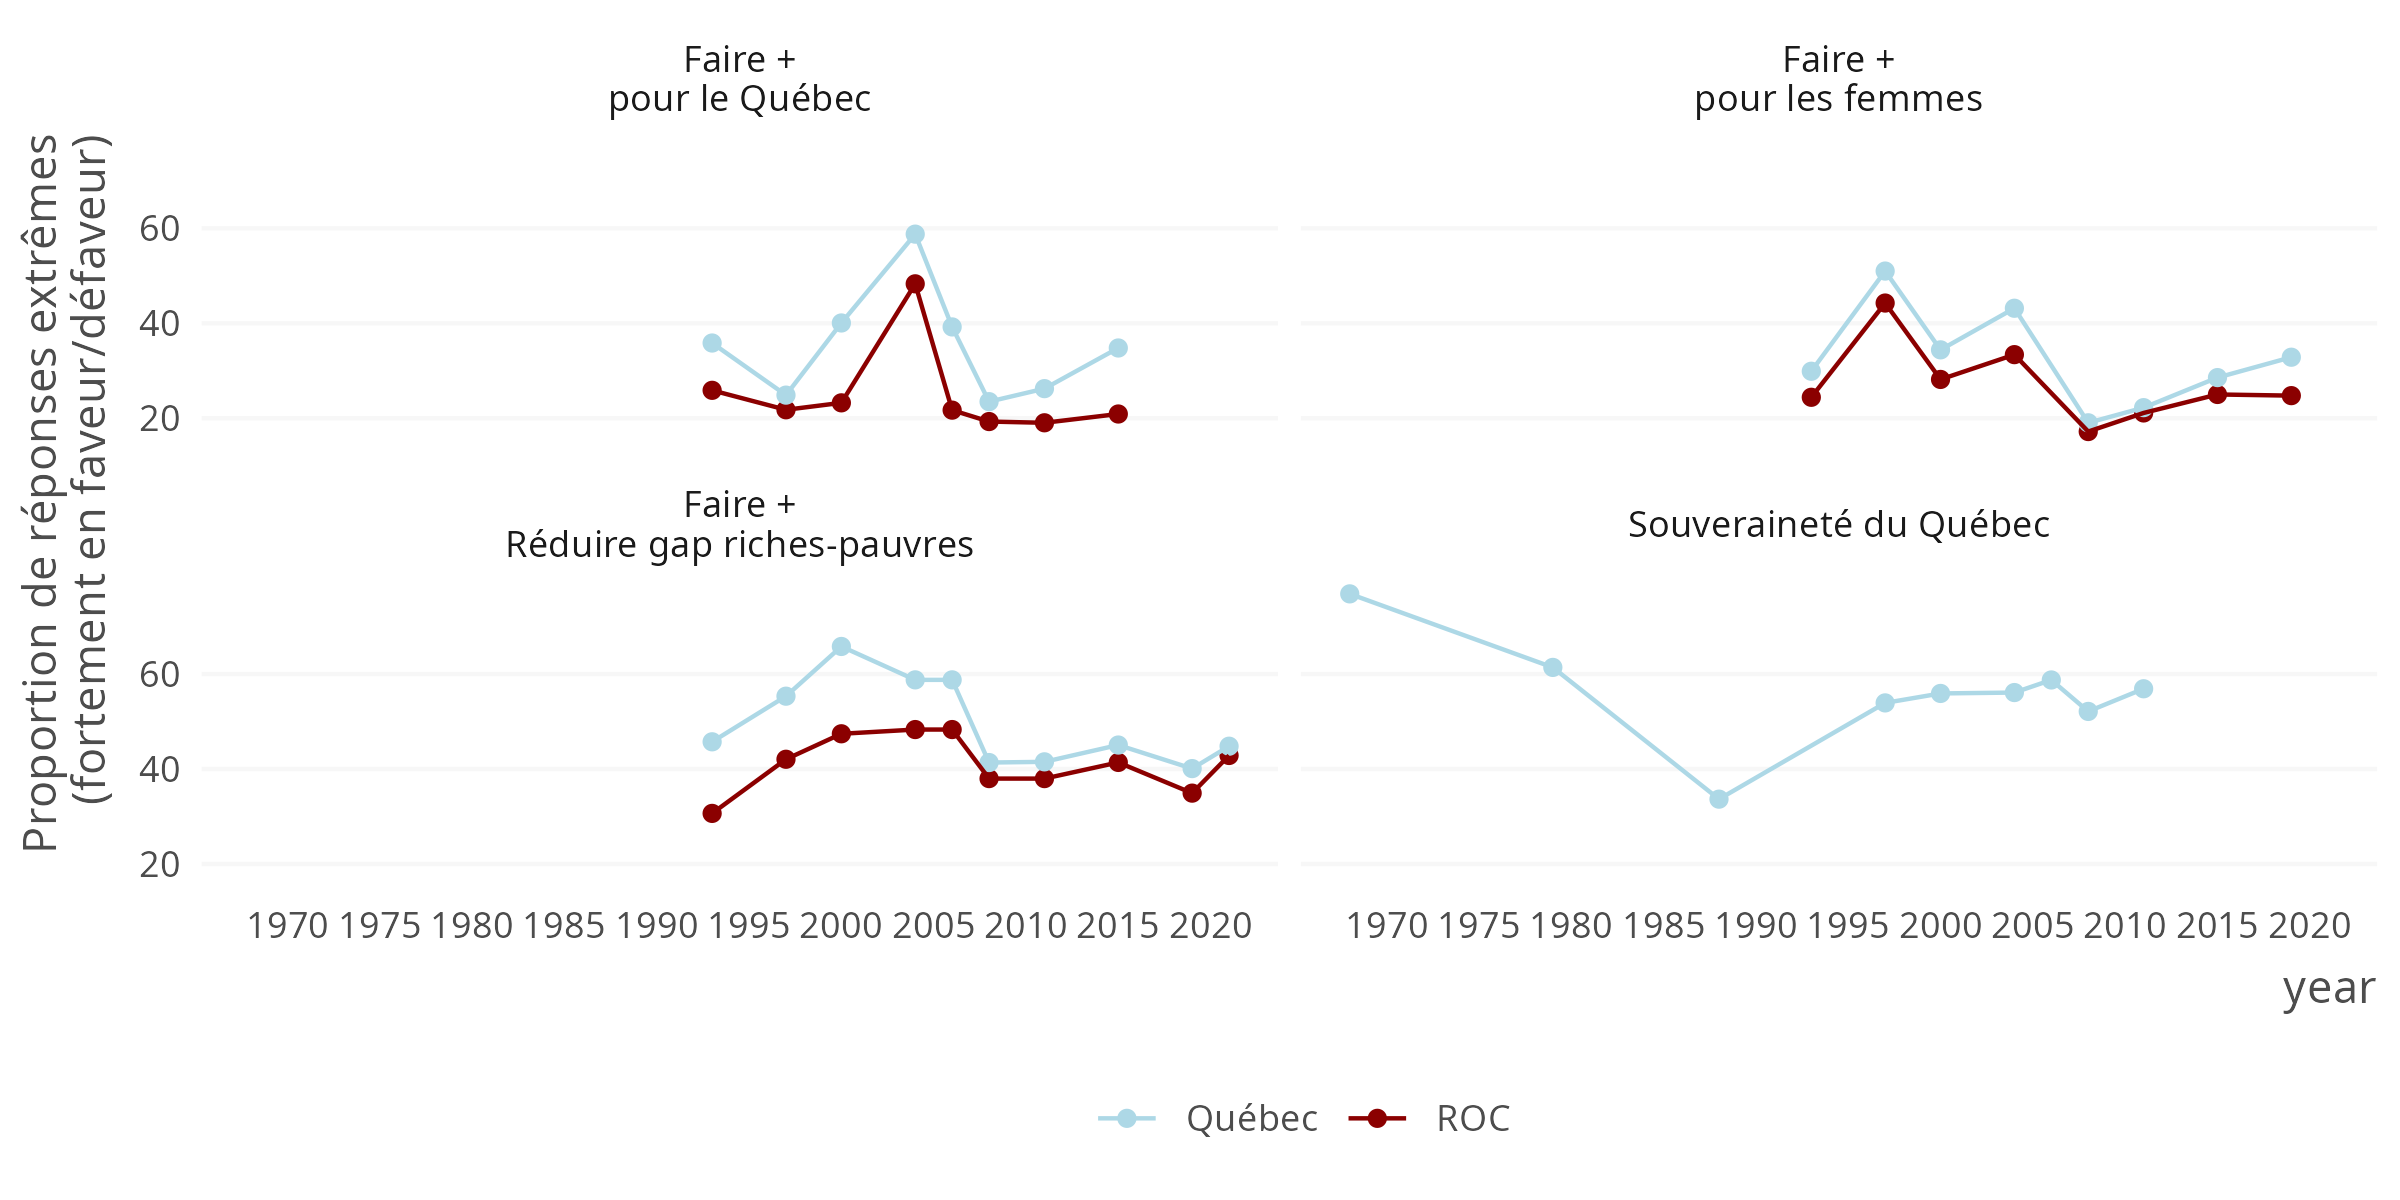 Proportion de réponses extrêmes
(fortement en faveur/défaveur)
Faire +
pour le Québec
Faire +
pour les femmes
60
40
20
Faire +
Réduire gap riches-pauvres
Souveraineté du Québec
60
40
20
1970 1975 1980 1985 1990 1995 2000 2005 2010 2015 2020
1970 1975 1980 1985 1990 1995 2000 2005 2010 2015 2020
year
Québec
ROC